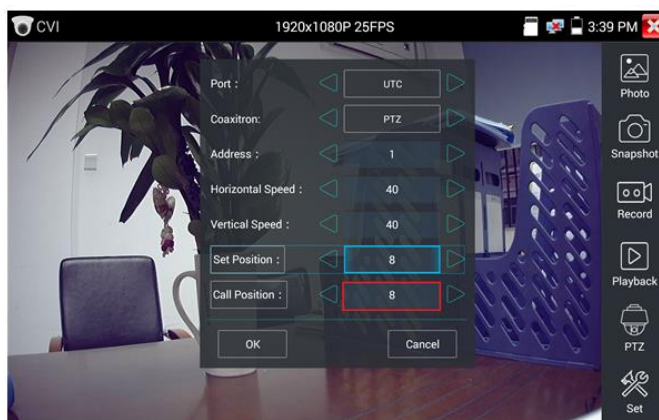 CVI 1920x1080P 25FPS 3:39 PM
Port : UTC
Coaxitron: PTZ
Address : 1
Horizontal Speed : 40
Vertical Speed : 40
Set Position : 8
Call Position : 8
OK Cancel
Photo
Snapshot
Record
Playback
PTZ
Set